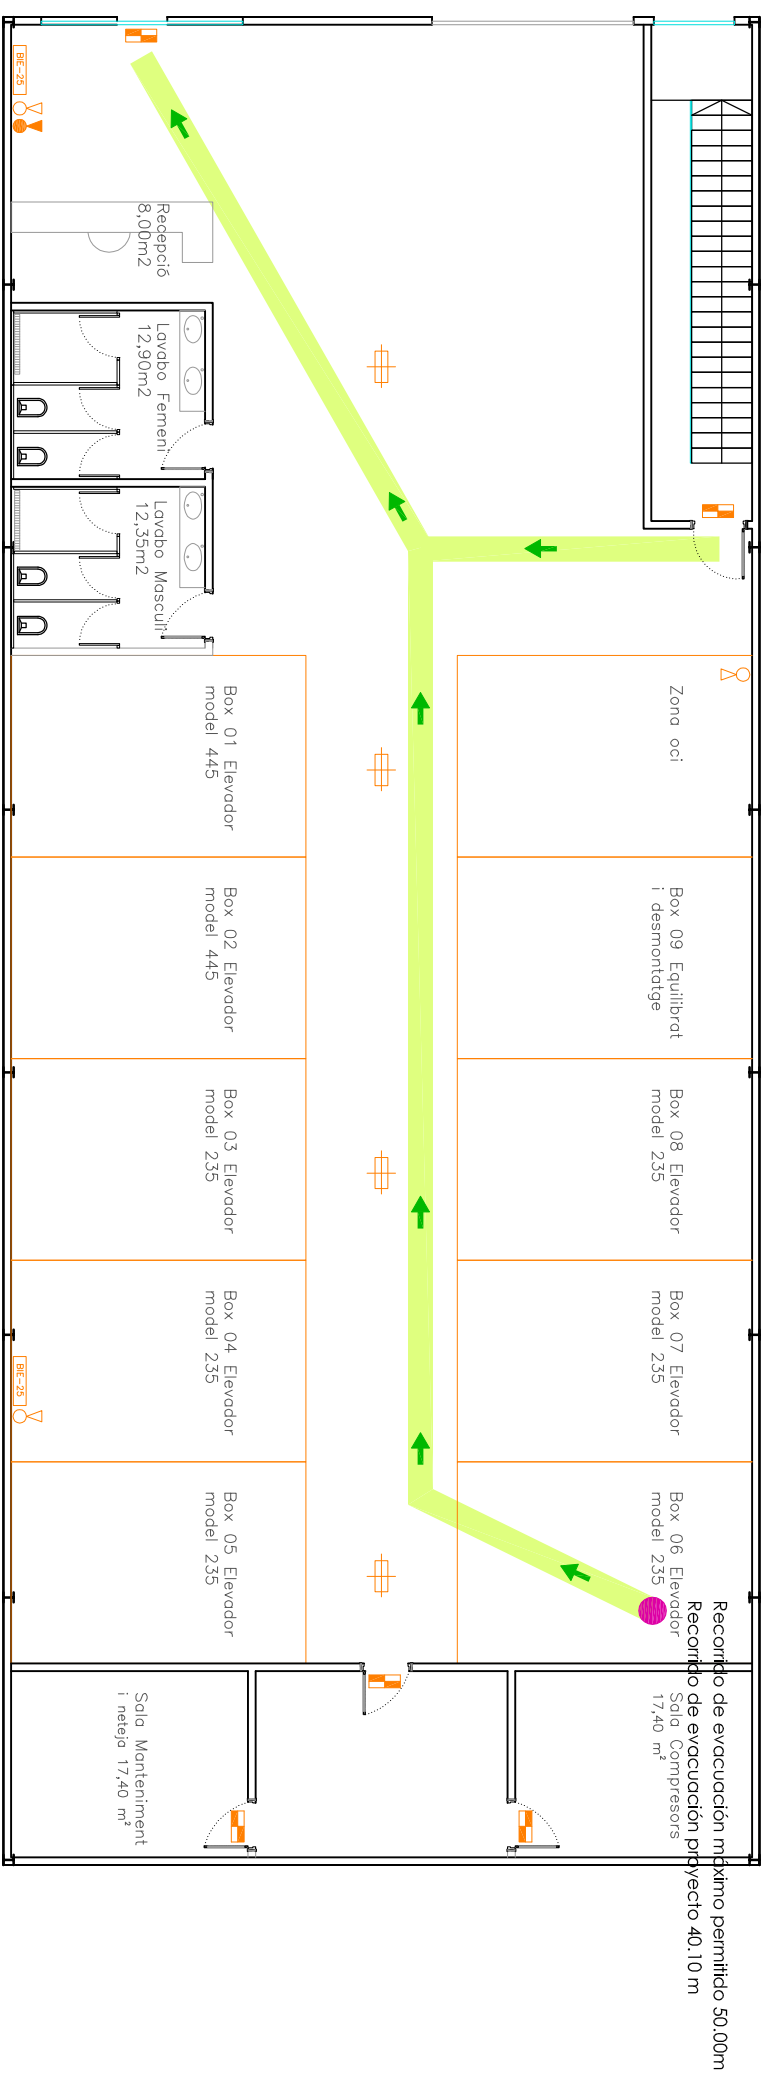 BIE-25
Recepció
8,00m2
Lavabo Femení
12,90m2
Lavabo Masculí
12,35m2
Box 01 Elevador
model 445
Box 02 Elevador
model 445
Box 03 Elevador
model 235
Box 04 Elevador
model 235
BIE-25
Box 05 Elevador
model 235
Sala Manteniment
i neteja 17,40 m²
Zona oci
Box 09 Equilibrat
i desmontatge
Box 08 Elevador
model 235
Box 07 Elevador
model 235
Box 06 Elevador
model 235
Sala Compresors
17,40 m²
Recorrido de evacuación máximo permitido 50.00m
Recorrido de evacuación proyecto 40.10 m